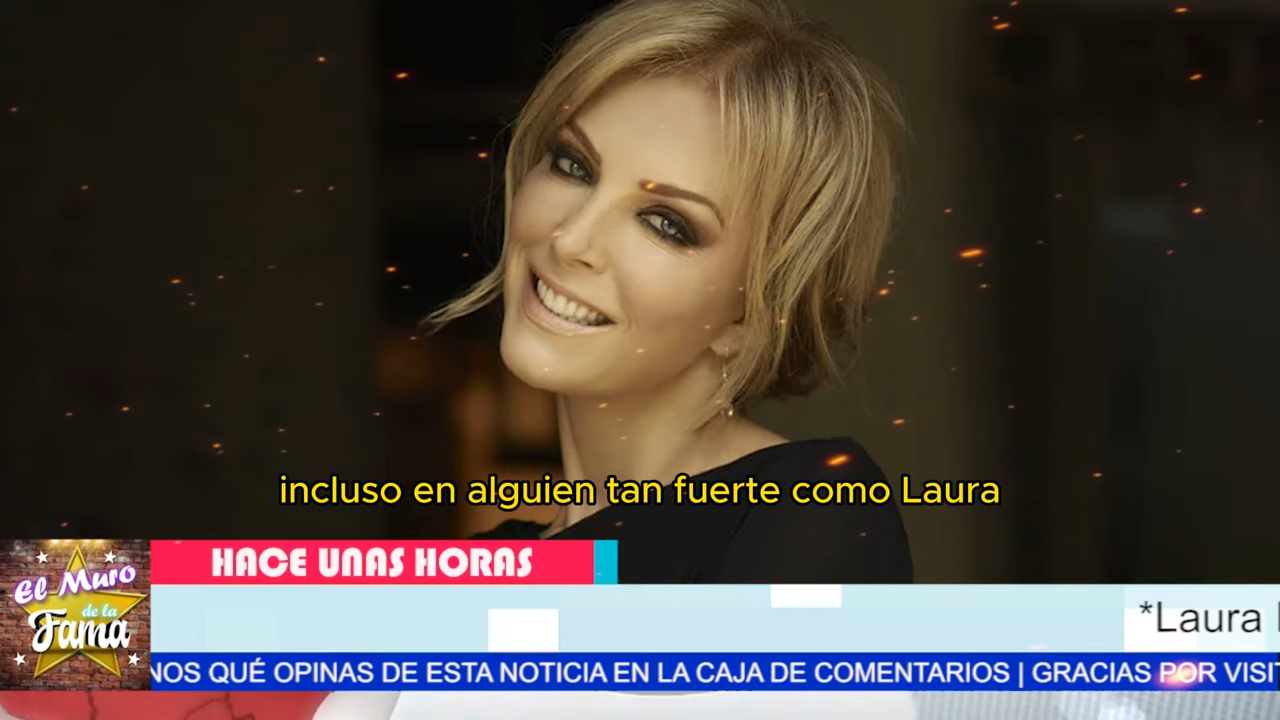 incluso en alguien tan fuerte como Laura
HACE UNAS HORAS
El Muro
de la
Fama
*Laura
NOS QUÉ OPINAS DE ESTA NOTICIA EN LA CAJA DE COMENTARIOS | GRACIAS POR VISIT